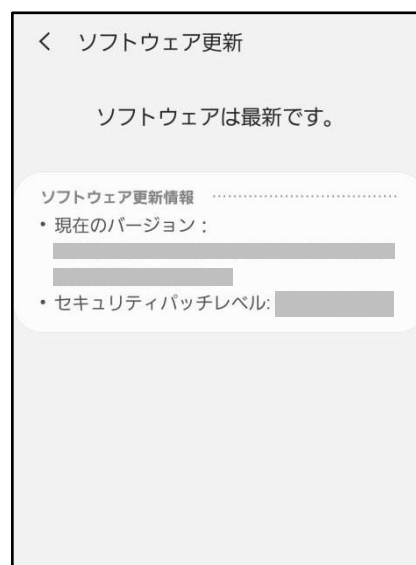 ソフトウェア更新
ソフトウェアは最新です。
ソフトウェア更新情報
• 現在のバージョン :
• セキュリティパッチレベル: